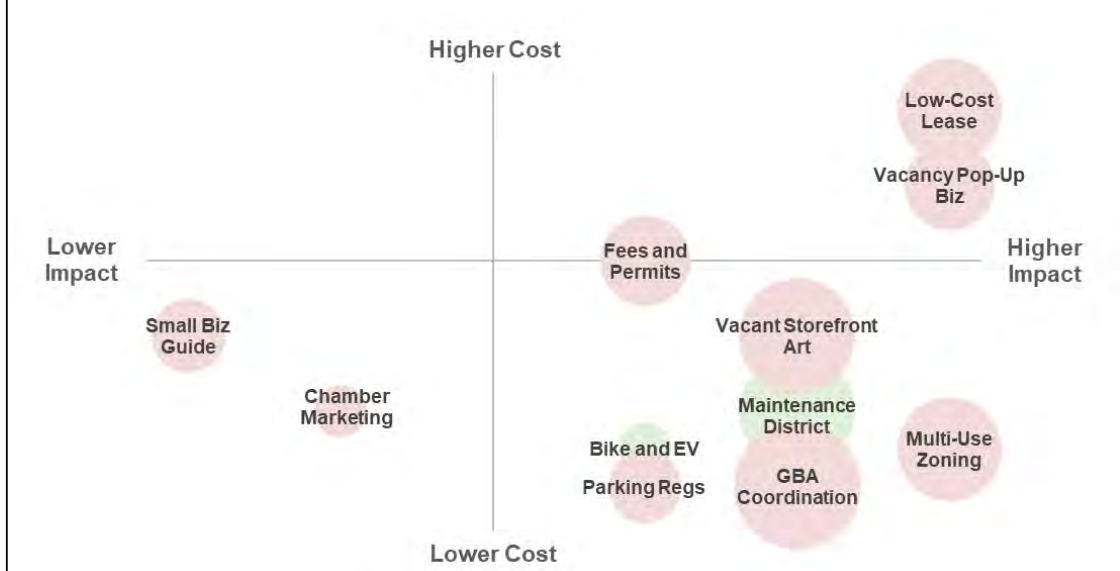 Higher Cost
Low-Cost
Lease
Vacancy Pop-Up
Biz
Lower
Impact
Fees and
Permits
Higher
Impact
Small Biz
Guide
Vacant Storefront
Art
Chamber
Marketing
Maintenance
District
Multi-Use
Zoning
Bike and EV
Parking Regs
GBA
Coordination
Lower Cost